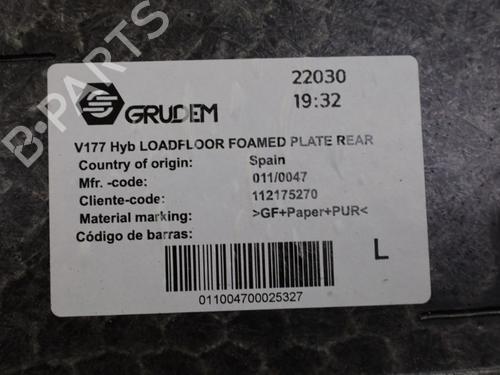 GRUDEM
22030
19:32
V177 Hyb LOADFLOOR FOAMED PLATE REAR
Country of origin: Spain
Mfr. -code: 011/0047
Cliente-code: 112175270
Material marking: >GF+Paper+PUR<
Código de barras:
L
011004700025327